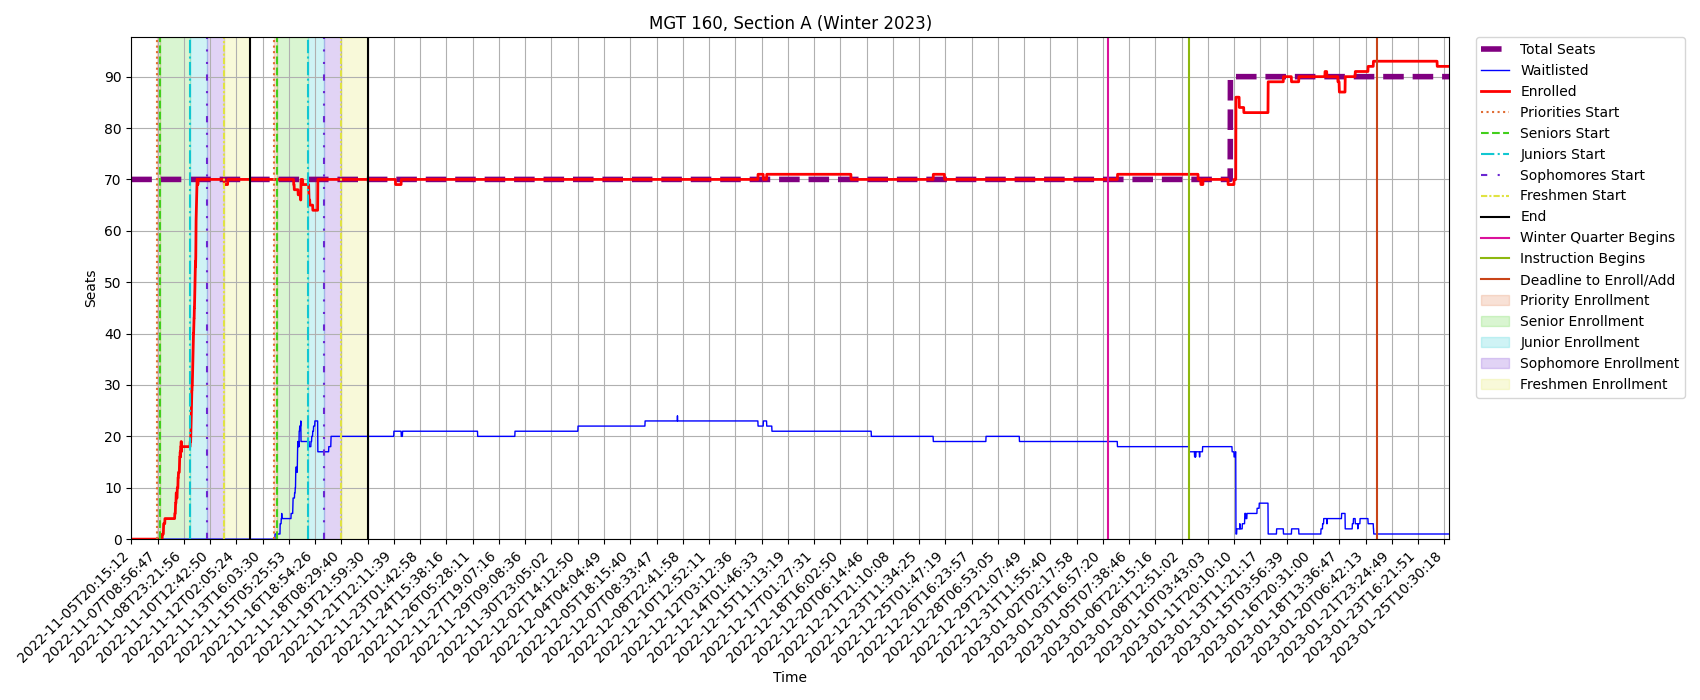 MGT 160, Section A (Winter 2023)
Seats
90
80
70
60
50
40
30
20
10
0
2022-11-05T20:15:12
2022-11-07T08:56:47
2022-11-08T23:21:56
2022-11-10T12:42:50
2022-11-12T02:05:24
2022-11-13T16:03:30
2022-11-15T05:25:53
2022-11-16T18:54:26
2022-11-18T08:29:40
2022-11-19T21:59:30
2022-11-21T12:11:39
2022-11-23T01:42:58
2022-11-24T15:38:16
2022-11-26T05:28:11
2022-11-27T19:07:16
2022-11-29T09:08:36
2022-11-30T23:05:02
2022-12-02T14:12:50
2022-12-04T04:04:49
2022-12-05T18:15:40
2022-12-07T08:33:47
2022-12-08T22:41:58
2022-12-10T12:52:11
2022-12-12T03:12:36
2022-12-14T01:46:33
2022-12-15T11:13:19
2022-12-17T01:27:31
2022-12-18T16:02:50
2022-12-20T06:14:46
2022-12-21T21:10:08
2022-12-23T11:34:25
2022-12-25T01:47:19
2022-12-26T16:23:57
2022-12-28T06:53:05
2022-12-29T21:07:49
2022-12-31T11:55:40
2023-01-02T02:17:58
2023-01-03T16:57:20
2023-01-05T07:38:46
2023-01-06T22:15:16
2023-01-08T12:51:02
2023-01-10T03:43:03
2023-01-11T20:10:10
2023-01-13T11:21:17
2023-01-15T03:56:39
2023-01-16T20:31:00
2023-01-18T13:36:47
2023-01-20T06:42:13
2023-01-21T23:24:49
2023-01-23T16:21:51
2023-01-25T10:30:18
Time
Total Seats
Waitlisted
Enrolled
Priorities Start
Seniors Start
Juniors Start
Sophomores Start
Freshmen Start
End
Winter Quarter Begins
Instruction Begins
Deadline to Enroll/Add
Priority Enrollment
Senior Enrollment
Junior Enrollment
Sophomore Enrollment
Freshmen Enrollment